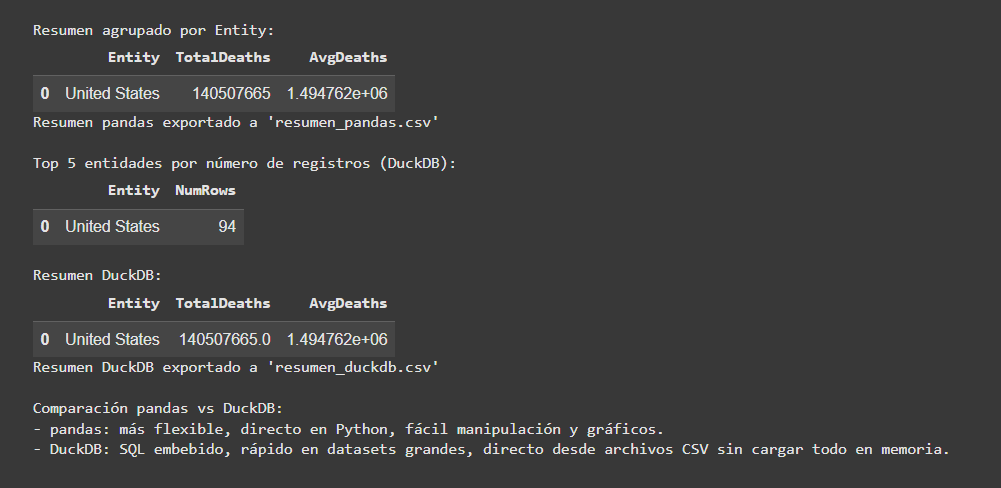 Resumen agrupado por Entity:
Entity TotalDeaths AvgDeaths
0 United States 140507665 1.494762e+06
Resumen pandas exportado a 'resumen_pandas.csv'
Top 5 entidades por número de registros (DuckDB):
Entity NumRows
0 United States 94
Resumen DuckDB:
Entity TotalDeaths AvgDeaths
0 United States 140507665.0 1.494762e+06
Resumen DuckDB exportado a 'resumen_duckdb.csv'
Comparación pandas vs DuckDB:
- pandas: más flexible, directo en Python, fácil manipulación y gráficos.
- DuckDB: SQL embebido, rápido en datasets grandes, directo desde archivos CSV sin cargar todo en memoria.